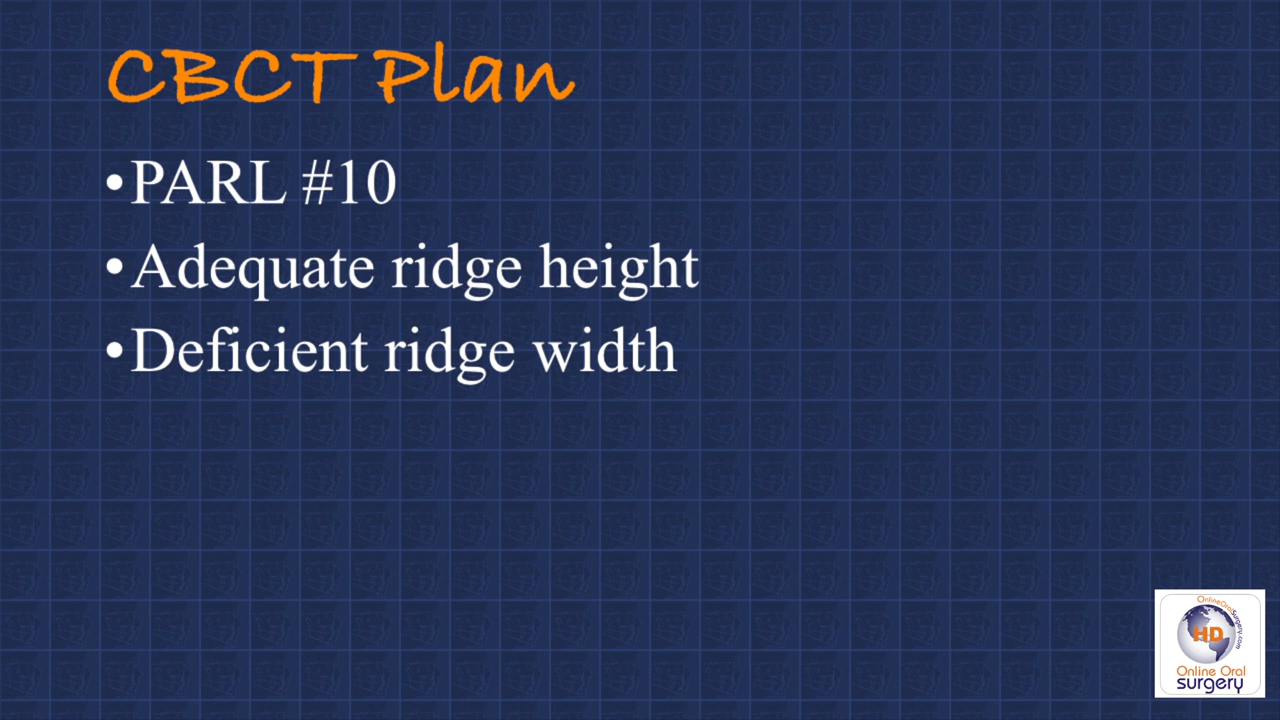 CBCT Plan
•PARL #10
•Adequate ridge height
•Deficient ridge width
OnlineOralSurgery.com
HD
Online Oral
surgery